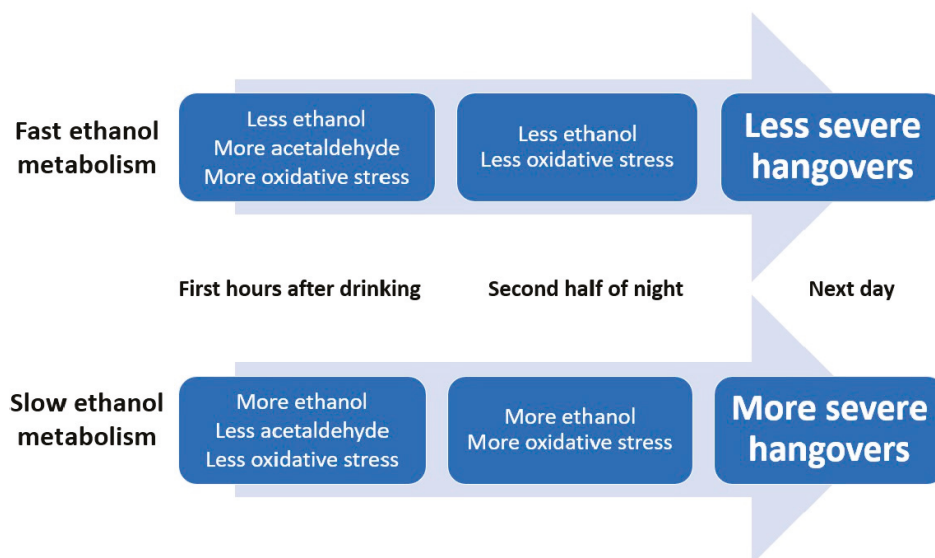 Fast ethanol
metabolism
Less ethanol
More acetaldehyde
More oxidative stress
Less ethanol
Less oxidative stress
Less severe
hangovers
First hours after drinking
Second half of night
Next day
Slow ethanol
metabolism
More ethanol
Less acetaldehyde
Less oxidative stress
More ethanol
More oxidative stress
More severe
hangovers